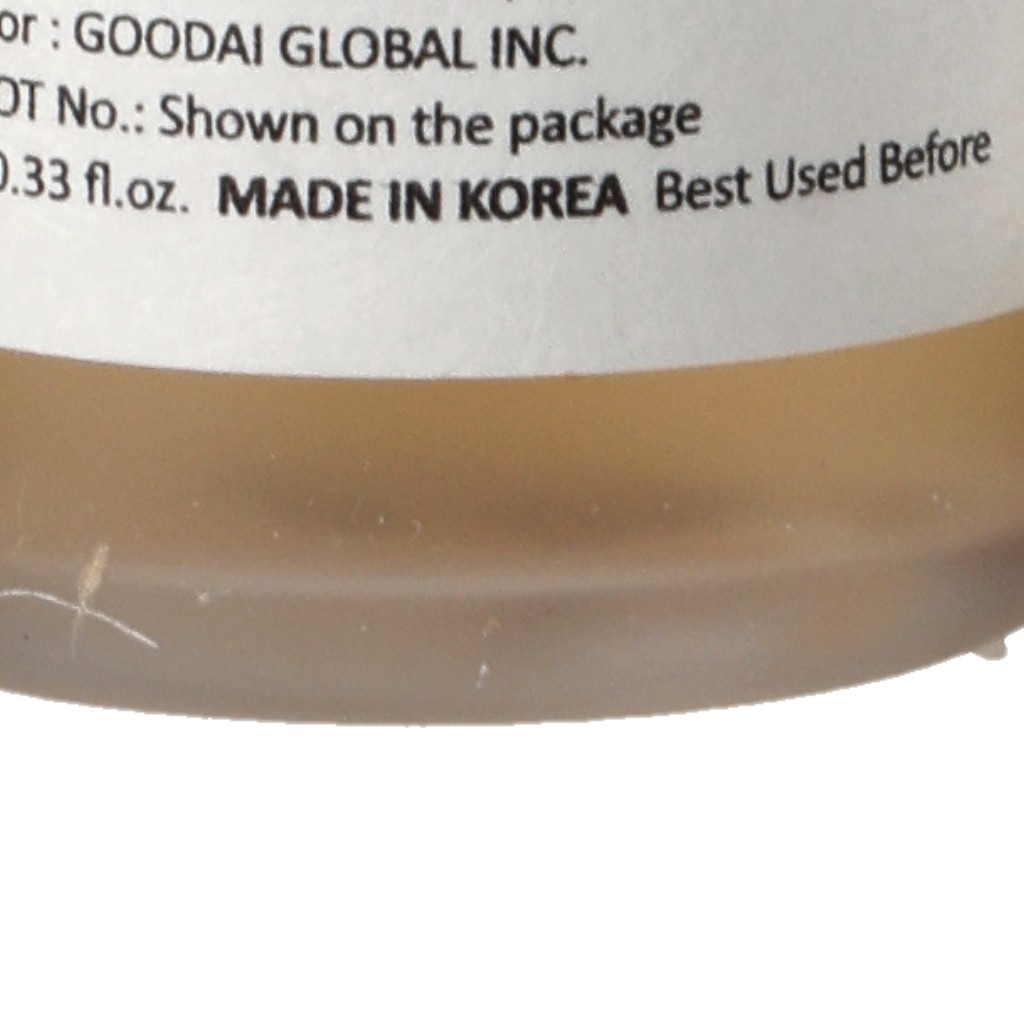 or : GOODAI GLOBAL INC.
OT No.: Shown on the package
0.33 fl.oz. MADE IN KOREA Best Used Before